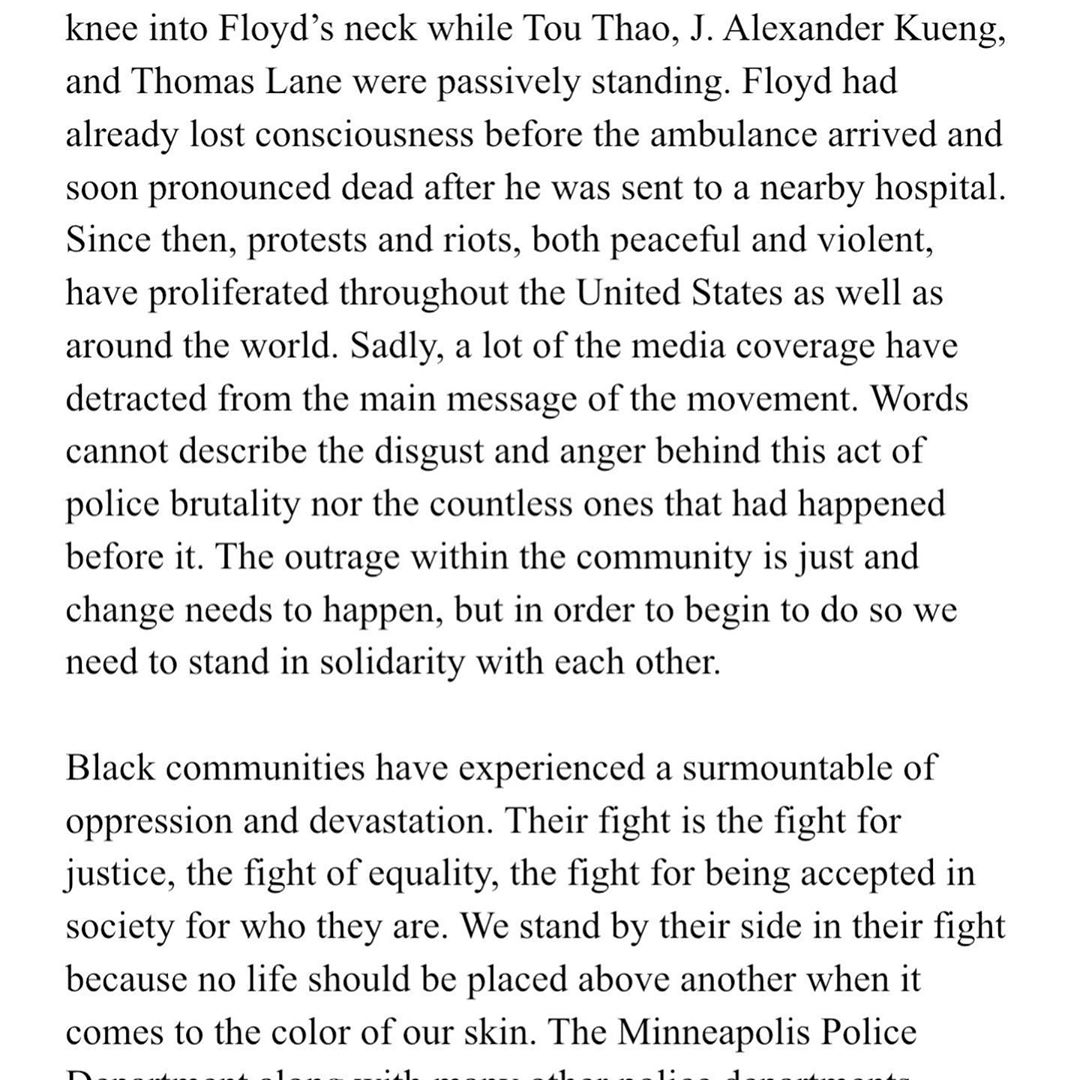 knee into Floyd’s neck while Tou Thao, J. Alexander Kueng,
and Thomas Lane were passively standing. Floyd had
already lost consciousness before the ambulance arrived and
soon pronounced dead after he was sent to a nearby hospital.
Since then, protests and riots, both peaceful and violent,
have proliferated throughout the United States as well as
around the world. Sadly, a lot of the media coverage have
detracted from the main message of the movement. Words
cannot describe the disgust and anger behind this act of
police brutality nor the countless ones that had happened
before it. The outrage within the community is just and
change needs to happen, but in order to begin to do so we
need to stand in solidarity with each other.
Black communities have experienced a surmountable of
oppression and devastation. Their fight is the fight for
justice, the fight of equality, the fight for being accepted in
society for who they are. We stand by their side in their fight
because no life should be placed above another when it
comes to the color of our skin. The Minneapolis Police
Department along with many other police departments